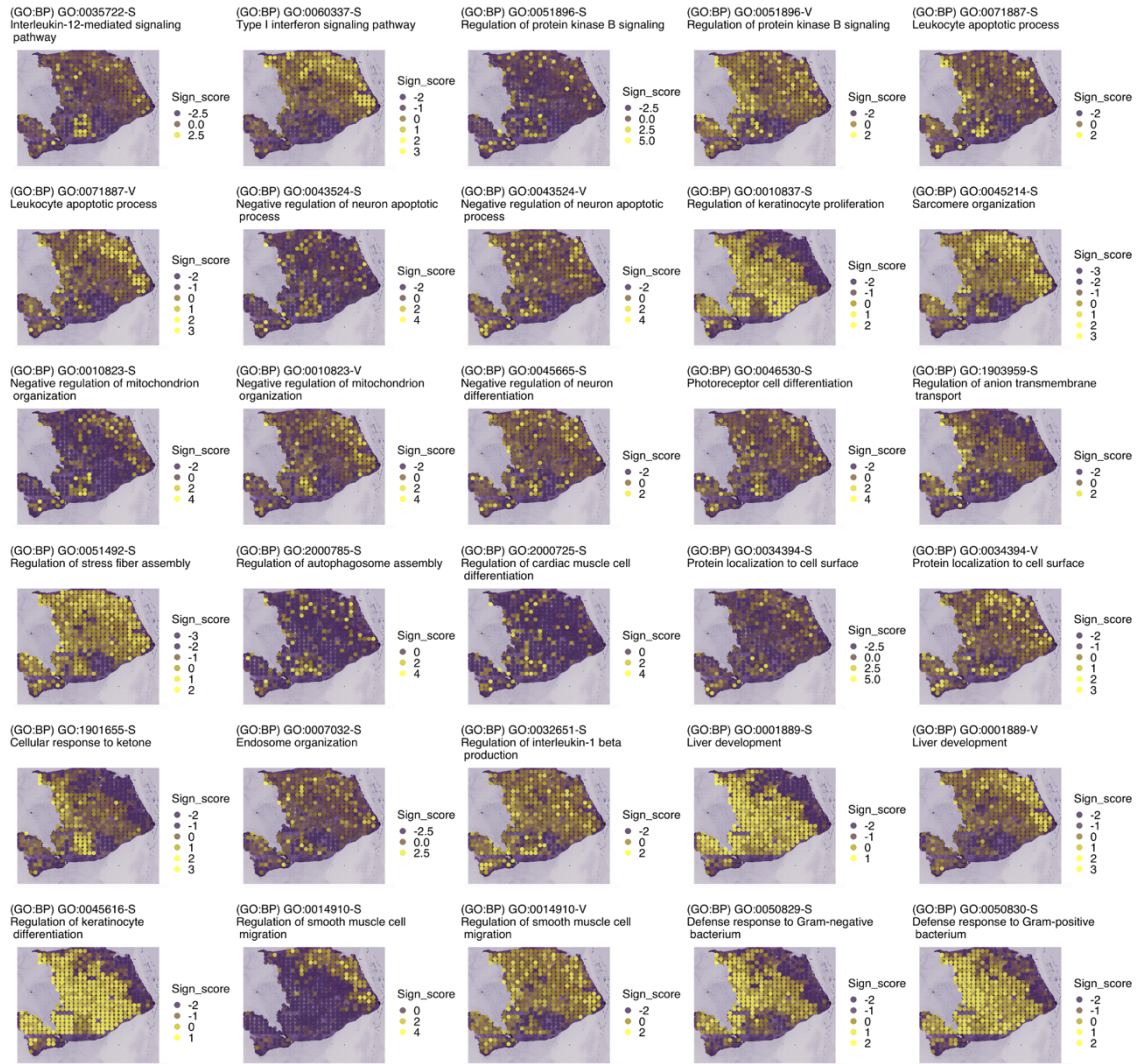 (GO:BP) GO:0035722-S
Interleukin-12-mediated signaling
pathway
Sign_score
-2.5
0.0
2.5
(GO:BP) GO:0060337-S
Type I interferon signaling pathway
Sign_score
-2
-1
0
1
2
3
(GO:BP) GO:0051896-S
Regulation of protein kinase B signaling
Sign_score
-2.5
0.0
2.5
5.0
(GO:BP) GO:0051896-V
Regulation of protein kinase B signaling
Sign_score
-2
0
2
(GO:BP) GO:0071887-S
Leukocyte apoptotic process
Sign_score
-2
0
2
(GO:BP) GO:0071887-V
Leukocyte apoptotic process
Sign_score
-2
-1
0
1
2
3
(GO:BP) GO:0043524-S
Negative regulation of neuron apoptotic
process
Sign_score
-2
0
2
4
(GO:BP) GO:0043524-V
Negative regulation of neuron apoptotic
process
Sign_score
-2
0
2
4
(GO:BP) GO:0010837-S
Regulation of keratinocyte proliferation
Sign_score
-2
-1
0
1
2
(GO:BP) GO:0045214-S
Sarcomere organization
Sign_score
-3
-2
-1
0
1
2
3
(GO:BP) GO:0010823-S
Negative regulation of mitochondrion
organization
Sign_score
-2
0
2
4
(GO:BP) GO:0010823-V
Negative regulation of mitochondrion
organization
Sign_score
-2
0
2
4
(GO:BP) GO:0045665-S
Negative regulation of neuron
differentiation
Sign_score
-2
0
2
(GO:BP) GO:0046530-S
Photoreceptor cell differentiation
Sign_score
-2
0
2
4
(GO:BP) GO:1903959-S
Regulation of anion transmembrane
transport
Sign_score
-2
0
2
(GO:BP) GO:0051492-S
Regulation of stress fiber assembly
Sign_score
-3
-2
-1
0
1
2
(GO:BP) GO:2000785-S
Regulation of autophagosome assembly
Sign_score
0
2
4
(GO:BP) GO:2000725-S
Regulation of cardiac muscle cell
differentiation
Sign_score
0
2
4
(GO:BP) GO:0034394-S
Protein localization to cell surface
Sign_score
-2.5
0.0
2.5
5.0
(GO:BP) GO:0034394-V
Protein localization to cell surface
Sign_score
-2
-1
0
1
2
3
(GO:BP) GO:1901655-S
Cellular response to ketone
Sign_score
-2
-1
0
1
2
3
(GO:BP) GO:0007032-S
Endosome organization
Sign_score
-2.5
0.0
2.5
(GO:BP) GO:0032651-S
Regulation of interleukin-1 beta
production
Sign_score
-2
0
2
(GO:BP) GO:0001889-S
Liver development
Sign_score
-2
-1
0
1
(GO:BP) GO:0001889-V
Liver development
Sign_score
-2
-1
0
1
2
3
(GO:BP) GO:0045616-S
Regulation of keratinocyte
differentiation
Sign_score
-2
-1
0
1
(GO:BP) GO:0014910-S
Regulation of smooth muscle cell
migration
Sign_score
0
2
4
(GO:BP) GO:0014910-V
Regulation of smooth muscle cell
migration
Sign_score
-2
0
2
(GO:BP) GO:0050829-S
Defense response to Gram-negative
bacterium
Sign_score
-2
-1
0
1
2
(GO:BP) GO:0050830-S
Defense response to Gram-positive
bacterium
Sign_score
-2
-1
0
1
2